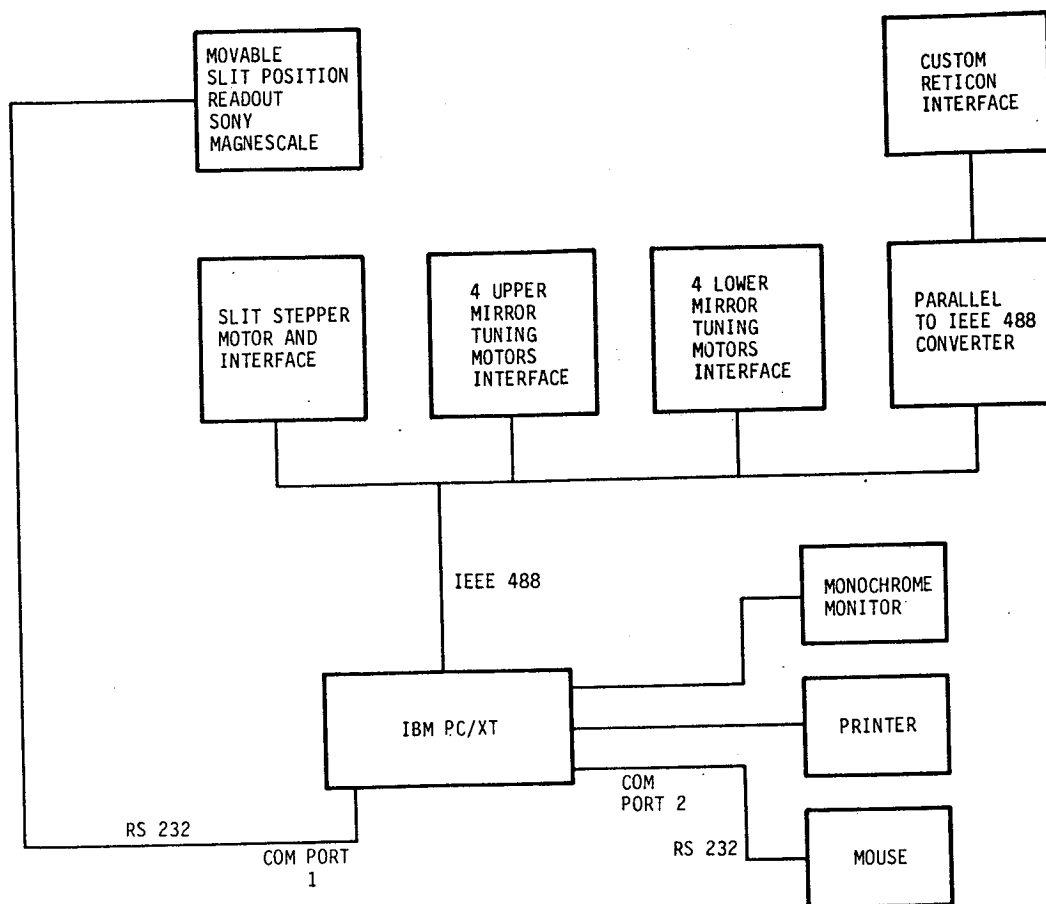 MOVABLE
SLIT POSITION
READOUT
SONY
MAGNESCALE
CUSTOM
RETICON
INTERFACE
SLIT STEPPER
MOTOR AND
INTERFACE
4 UPPER
MIRROR
TUNING
MOTORS
INTERFACE
4 LOWER
MIRROR
TUNING
MOTORS
INTERFACE
PARALLEL
TO IEEE 488
CONVERTER
IEEE 488
MONOCHROME
MONITOR
IBM PC/XT
PRINTER
COM
PORT 2
RS 232
MOUSE
RS 232
COM PORT
1